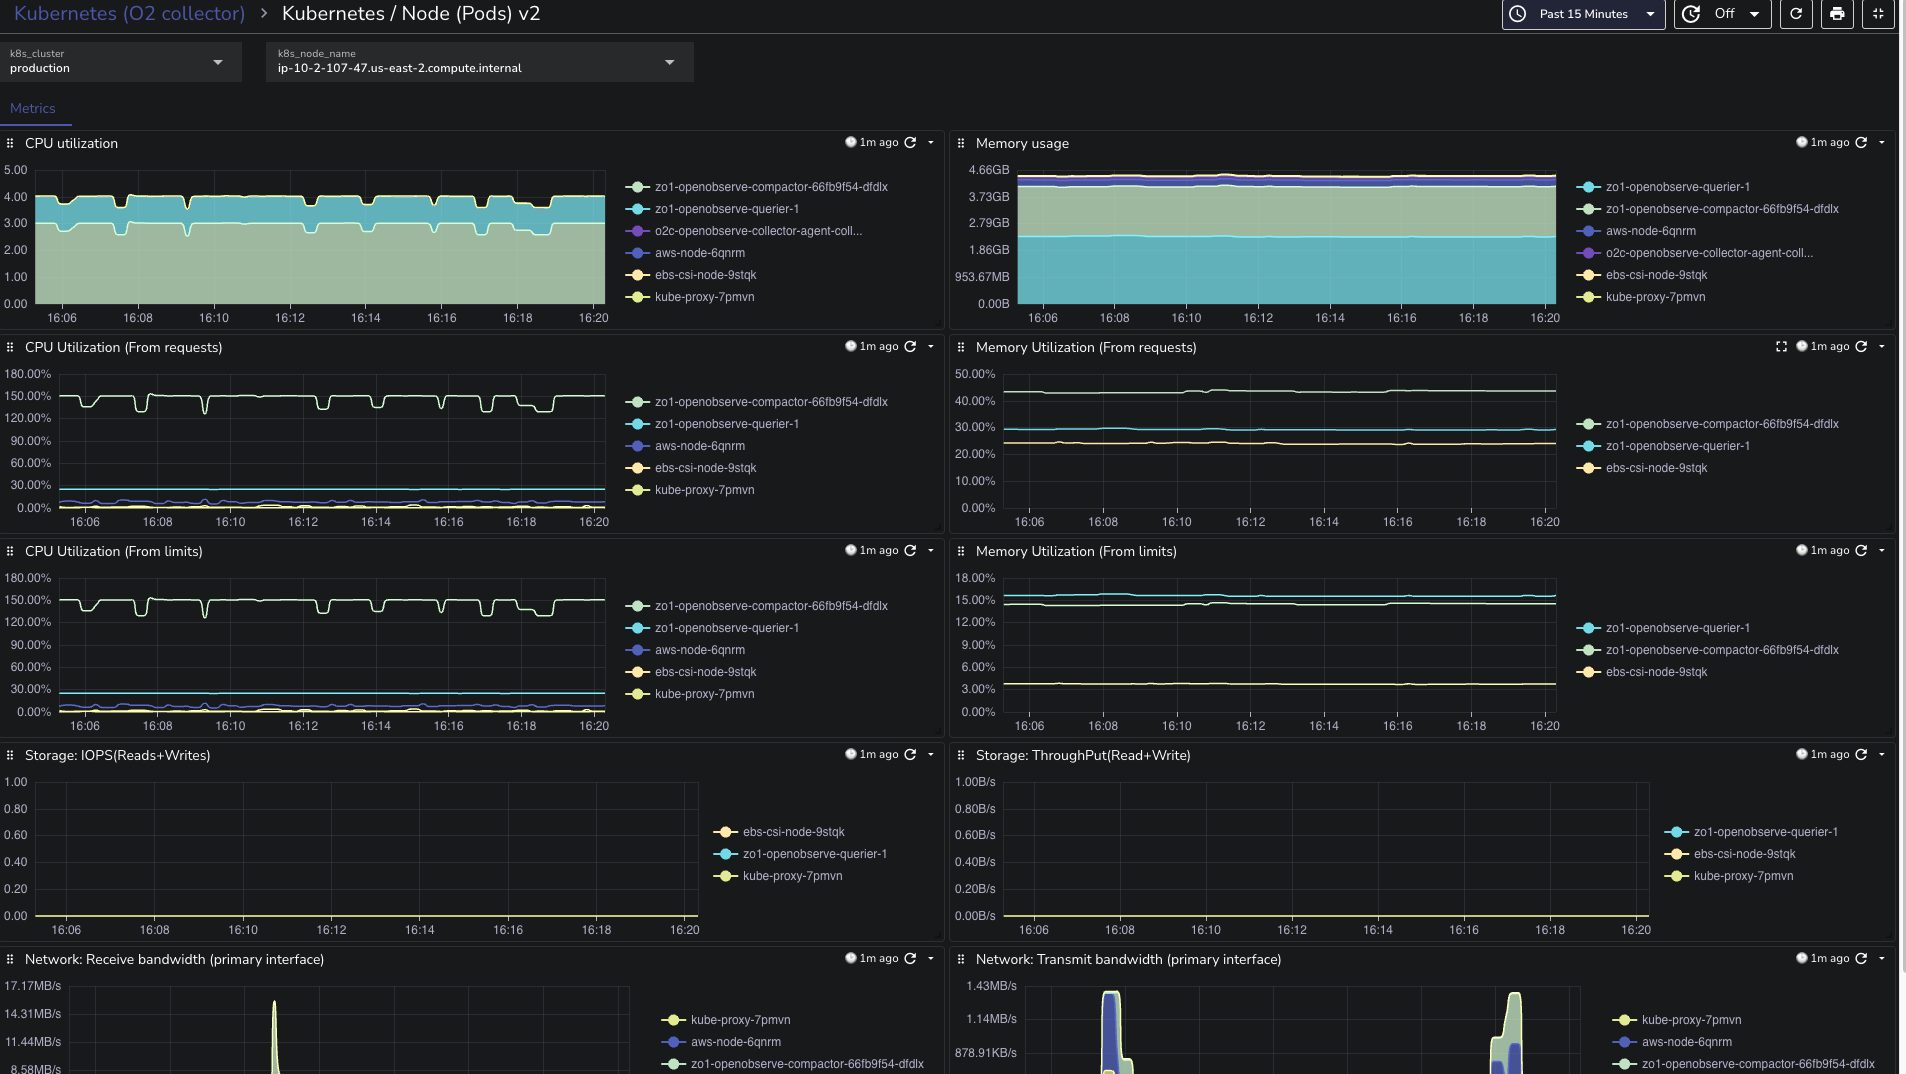 Kubernetes (O2 collector) > Kubernetes / Node (Pods) v2
Past 15 Minutes
Off
k8s_cluster
production
k8s_node_name
ip-10-2-107-47.us-east-2.compute.internal
Metrics
CPU utilization
1m ago
5.00
4.00
3.00
2.00
1.00
0.00
16:06 16:08 16:10 16:12 16:14 16:16 16:18 16:20
zo1-openobserve-compactor-66fb9f54-dfdlx
zo1-openobserve-querier-1
o2c-openobserve-collector-agent-coll...
aws-node-6qnrm
ebs-csi-node-9stqk
kube-proxy-7pmvn
Memory usage
1m ago
4.66GB
3.73GB
2.79GB
1.86GB
953.67MB
0.00B
16:06 16:08 16:10 16:12 16:14 16:16 16:18 16:20
zo1-openobserve-querier-1
zo1-openobserve-compactor-66fb9f54-dfdlx
aws-node-6qnrm
o2c-openobserve-collector-agent-coll...
ebs-csi-node-9stqk
kube-proxy-7pmvn
CPU Utilization (From requests)
1m ago
180.00%
150.00%
120.00%
90.00%
60.00%
30.00%
0.00%
16:06 16:08 16:10 16:12 16:14 16:16 16:18 16:20
zo1-openobserve-compactor-66fb9f54-dfdlx
zo1-openobserve-querier-1
aws-node-6qnrm
ebs-csi-node-9stqk
kube-proxy-7pmvn
Memory Utilization (From requests)
1m ago
50.00%
40.00%
30.00%
20.00%
10.00%
0.00%
16:06 16:08 16:10 16:12 16:14 16:16 16:18 16:20
zo1-openobserve-compactor-66fb9f54-dfdlx
zo1-openobserve-querier-1
ebs-csi-node-9stqk
CPU Utilization (From limits)
1m ago
180.00%
150.00%
120.00%
90.00%
60.00%
30.00%
0.00%
16:06 16:08 16:10 16:12 16:14 16:16 16:18 16:20
zo1-openobserve-compactor-66fb9f54-dfdlx
zo1-openobserve-querier-1
aws-node-6qnrm
ebs-csi-node-9stqk
kube-proxy-7pmvn
Memory Utilization (From limits)
1m ago
18.00%
15.00%
12.00%
9.00%
6.00%
3.00%
0.00%
16:06 16:08 16:10 16:12 16:14 16:16 16:18 16:20
zo1-openobserve-querier-1
zo1-openobserve-compactor-66fb9f54-dfdlx
ebs-csi-node-9stqk
Storage: IOPS(Reads+Writes)
1m ago
1.00
0.80
0.60
0.40
0.20
0.00
16:06 16:08 16:10 16:12 16:14 16:16 16:18 16:20
ebs-csi-node-9stqk
zo1-openobserve-querier-1
kube-proxy-7pmvn
Storage: ThroughPut(Read+Write)
1m ago
1.00B/s
0.80B/s
0.60B/s
0.40B/s
0.20B/s
0.00B/s
16:06 16:08 16:10 16:12 16:14 16:16 16:18 16:20
zo1-openobserve-querier-1
ebs-csi-node-9stqk
kube-proxy-7pmvn
Network: Receive bandwidth (primary interface)
1m ago
17.17MB/s
14.31MB/s
11.44MB/s
8.58MB/s
kube-proxy-7pmvn
aws-node-6qnrm
zo1-openobserve-compactor-66fb9f54-dfdlx
Network: Transmit bandwidth (primary interface)
1m ago
1.43MB/s
1.14MB/s
878.91KB/s
kube-proxy-7pmvn
aws-node-6qnrm
zo1-openobserve-compactor-66fb9f54-dfdlx